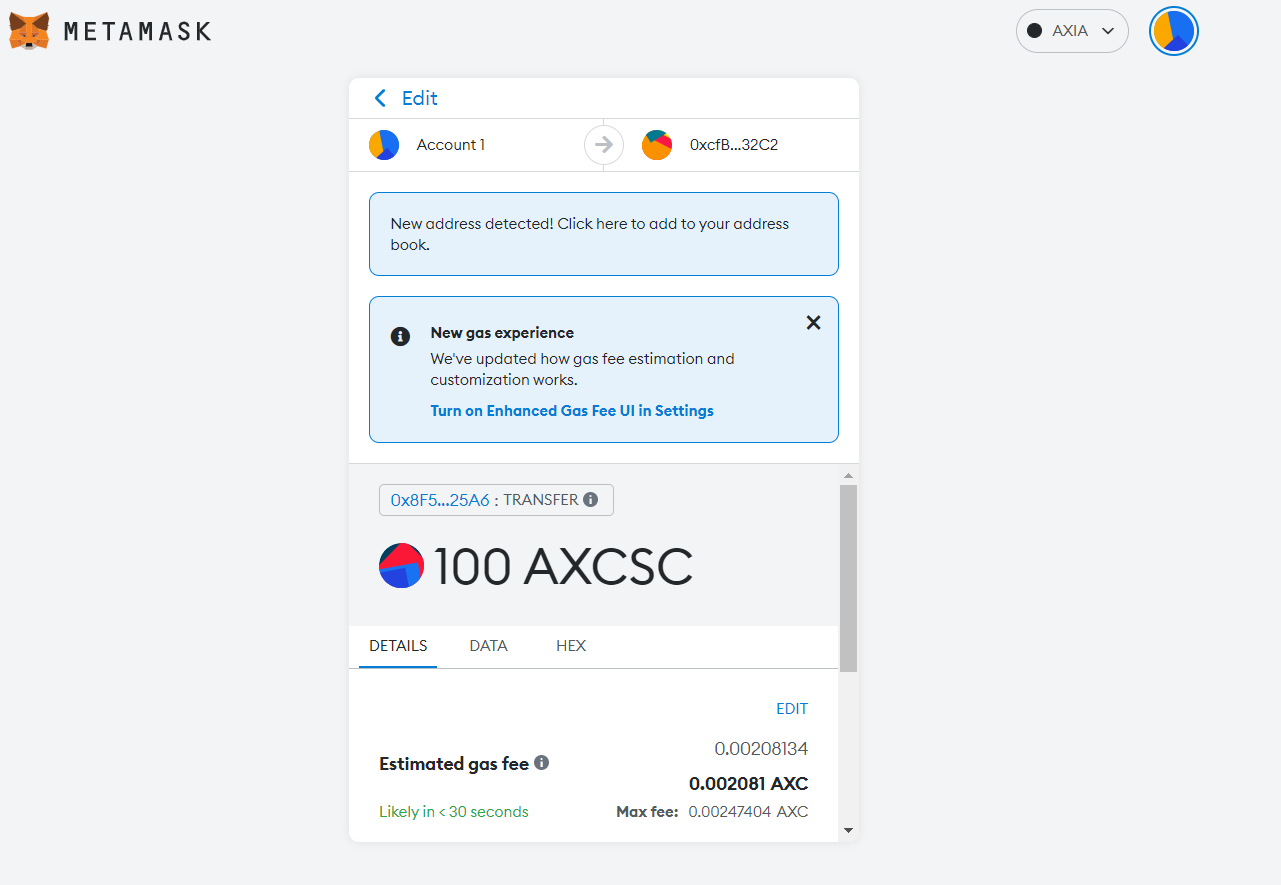 METAMASK
AXIA
Edit
Account 1
0xcfB...32C2
New address detected! Click here to add to your address
book.
New gas experience
We've updated how gas fee estimation and
customization works.
Turn on Enhanced Gas Fee UI in Settings
0x8F5...25A6 : TRANSFER
100 AXCSC
DETAILS DATA HEX
EDIT
0.00208134
Estimated gas fee
0.002081 AXC
Likely in < 30 seconds
Max fee: 0.00247404 AXC